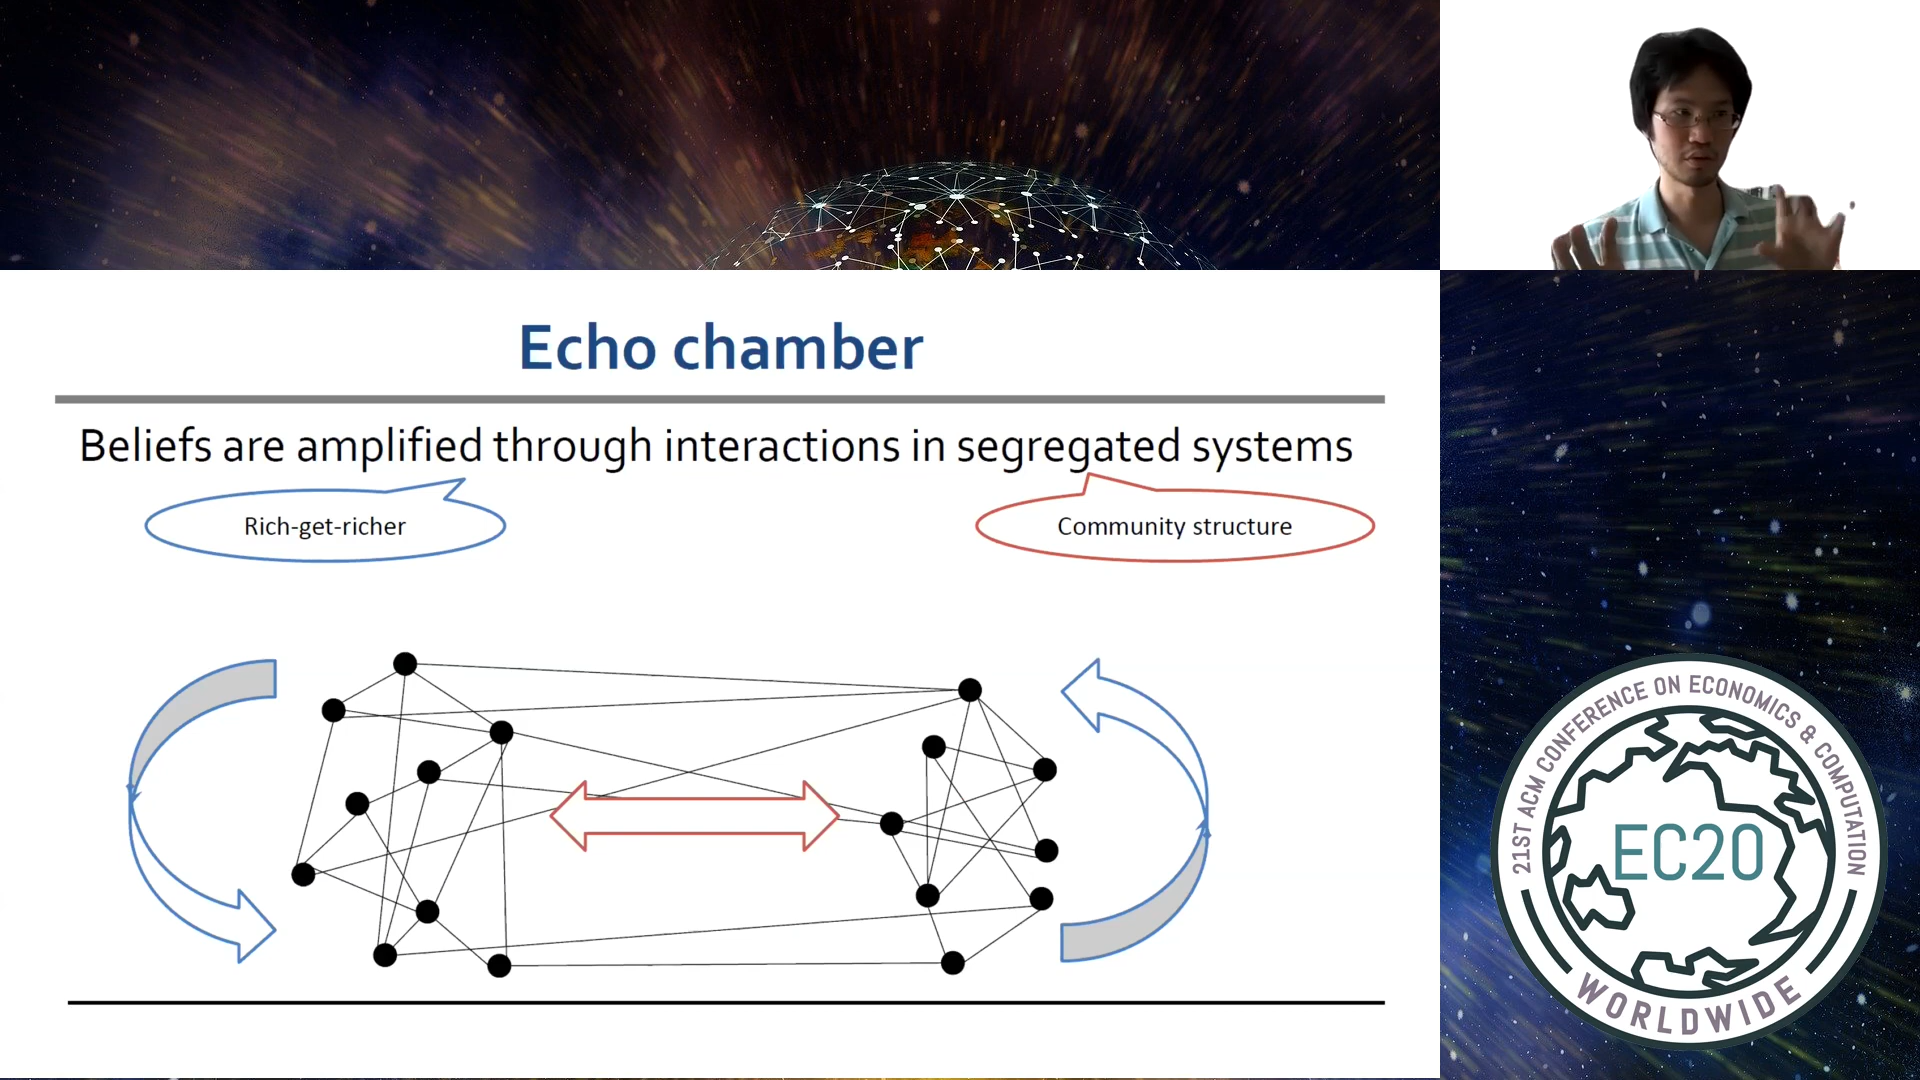 Echo chamber
Beliefs are amplified through interactions in segregated systems
Rich-get-richer
Community structure
21ST ACM CONFERENCE ON ECONOMICS & COMPUTATION
EC20
WORLDWIDE